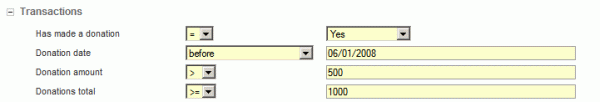 Transactions
Has made a donation = Yes
Donation date before 06/01/2008
Donation amount > 500
Donations total >= 1000